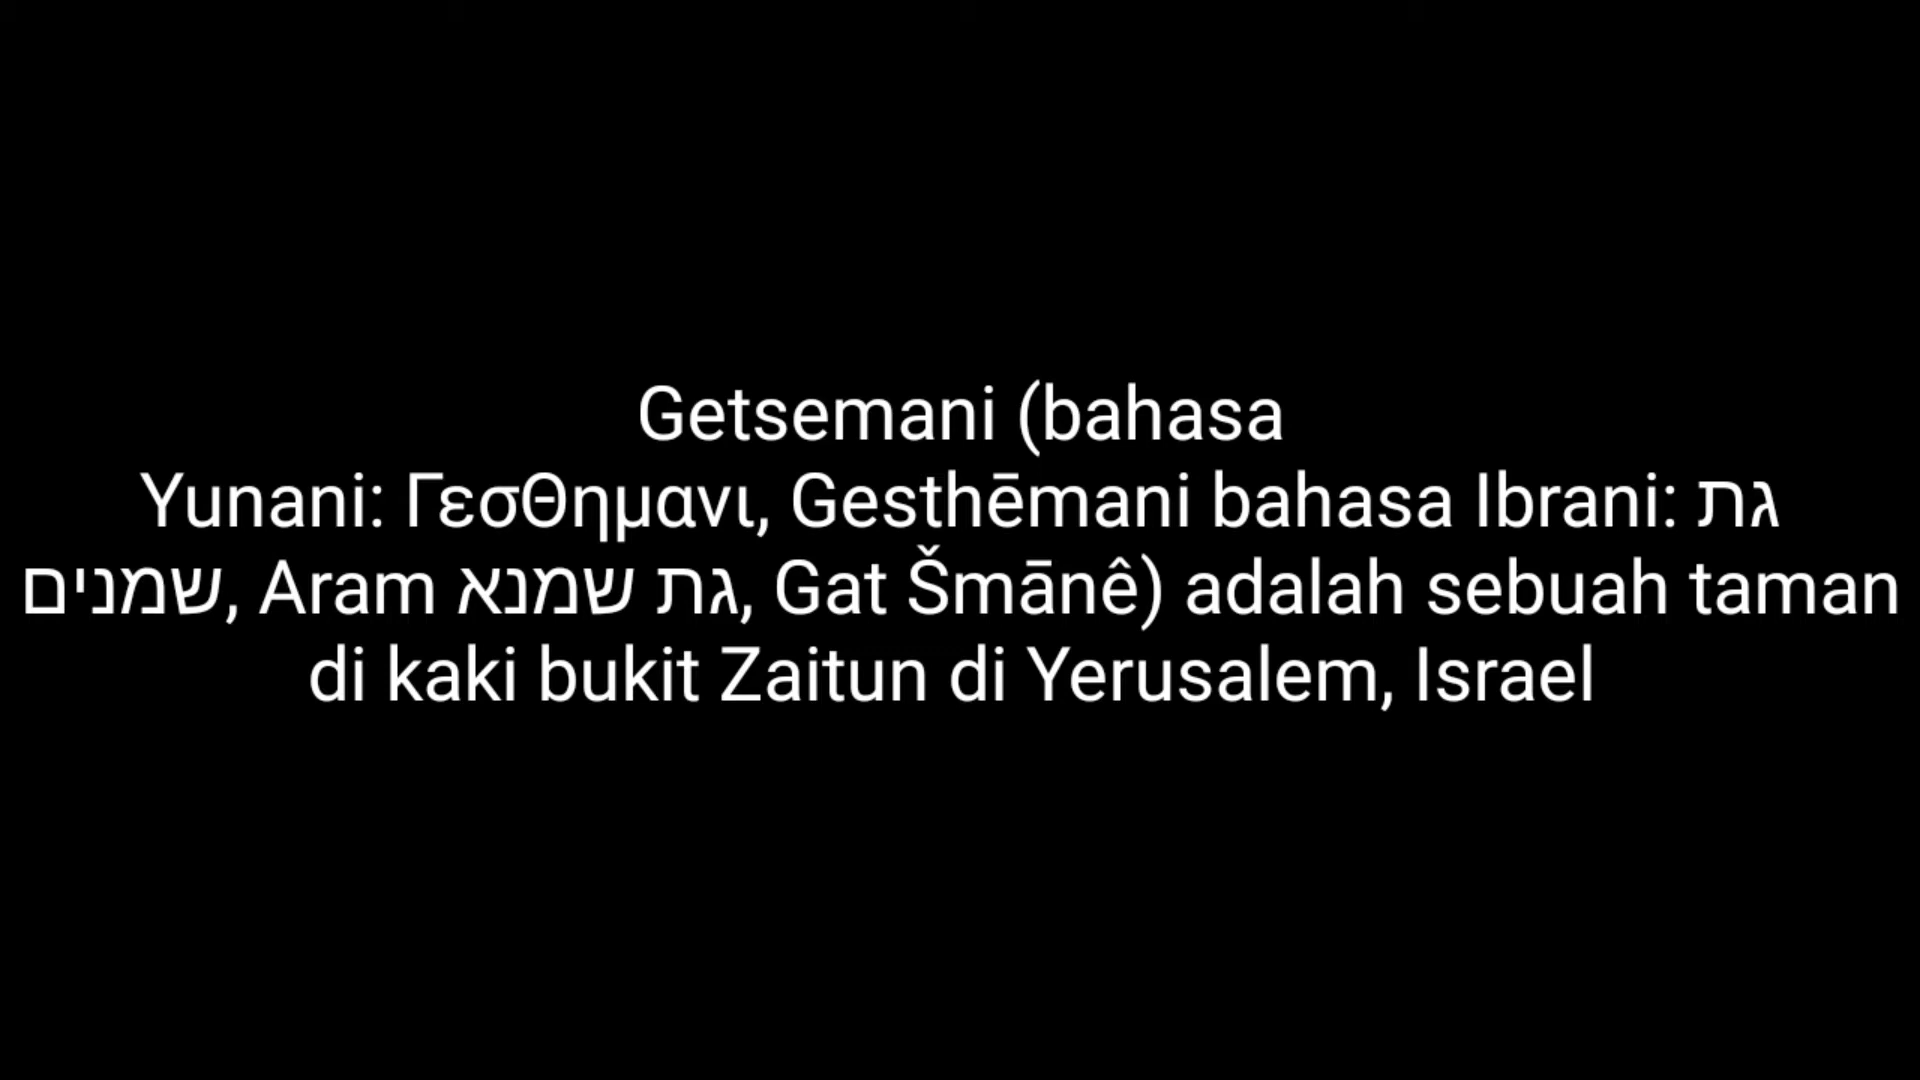 Getsemani (bahasa
Yunani: ΓεσΘημανι, Gesthēmani bahasa Ibrani: גת
שמנים, Aram גת שמנא, Gat Šmānê) adalah sebuah taman
di kaki bukit Zaitun di Yerusalem, Israel